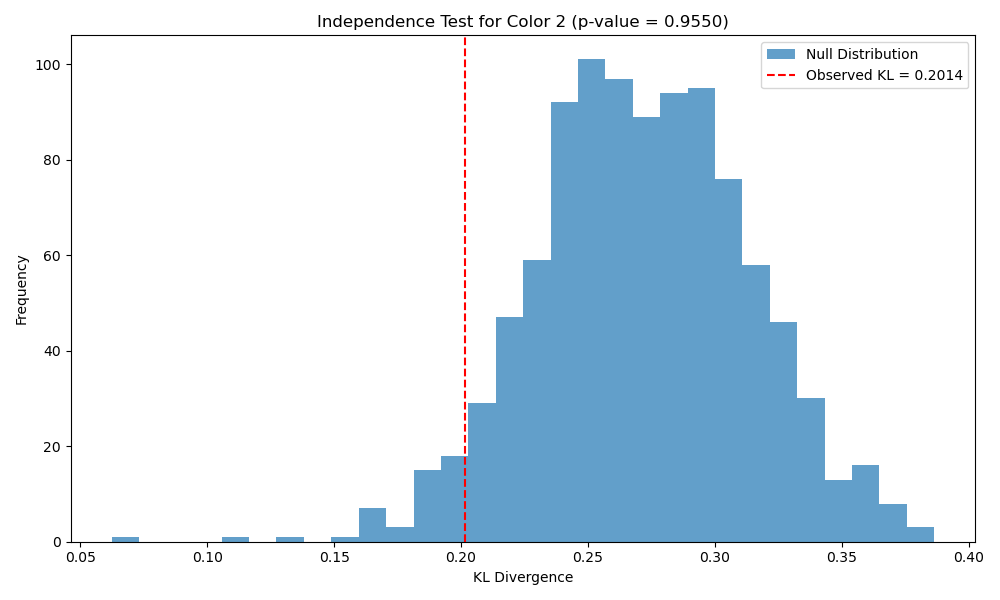 Independence Test for Color 2 (p-value = 0.9550)
Null Distribution
Observed KL = 0.2014
Frequency
100
80
60
40
20
0
0.05 0.10 0.15 0.20 0.25 0.30 0.35 0.40
KL Divergence